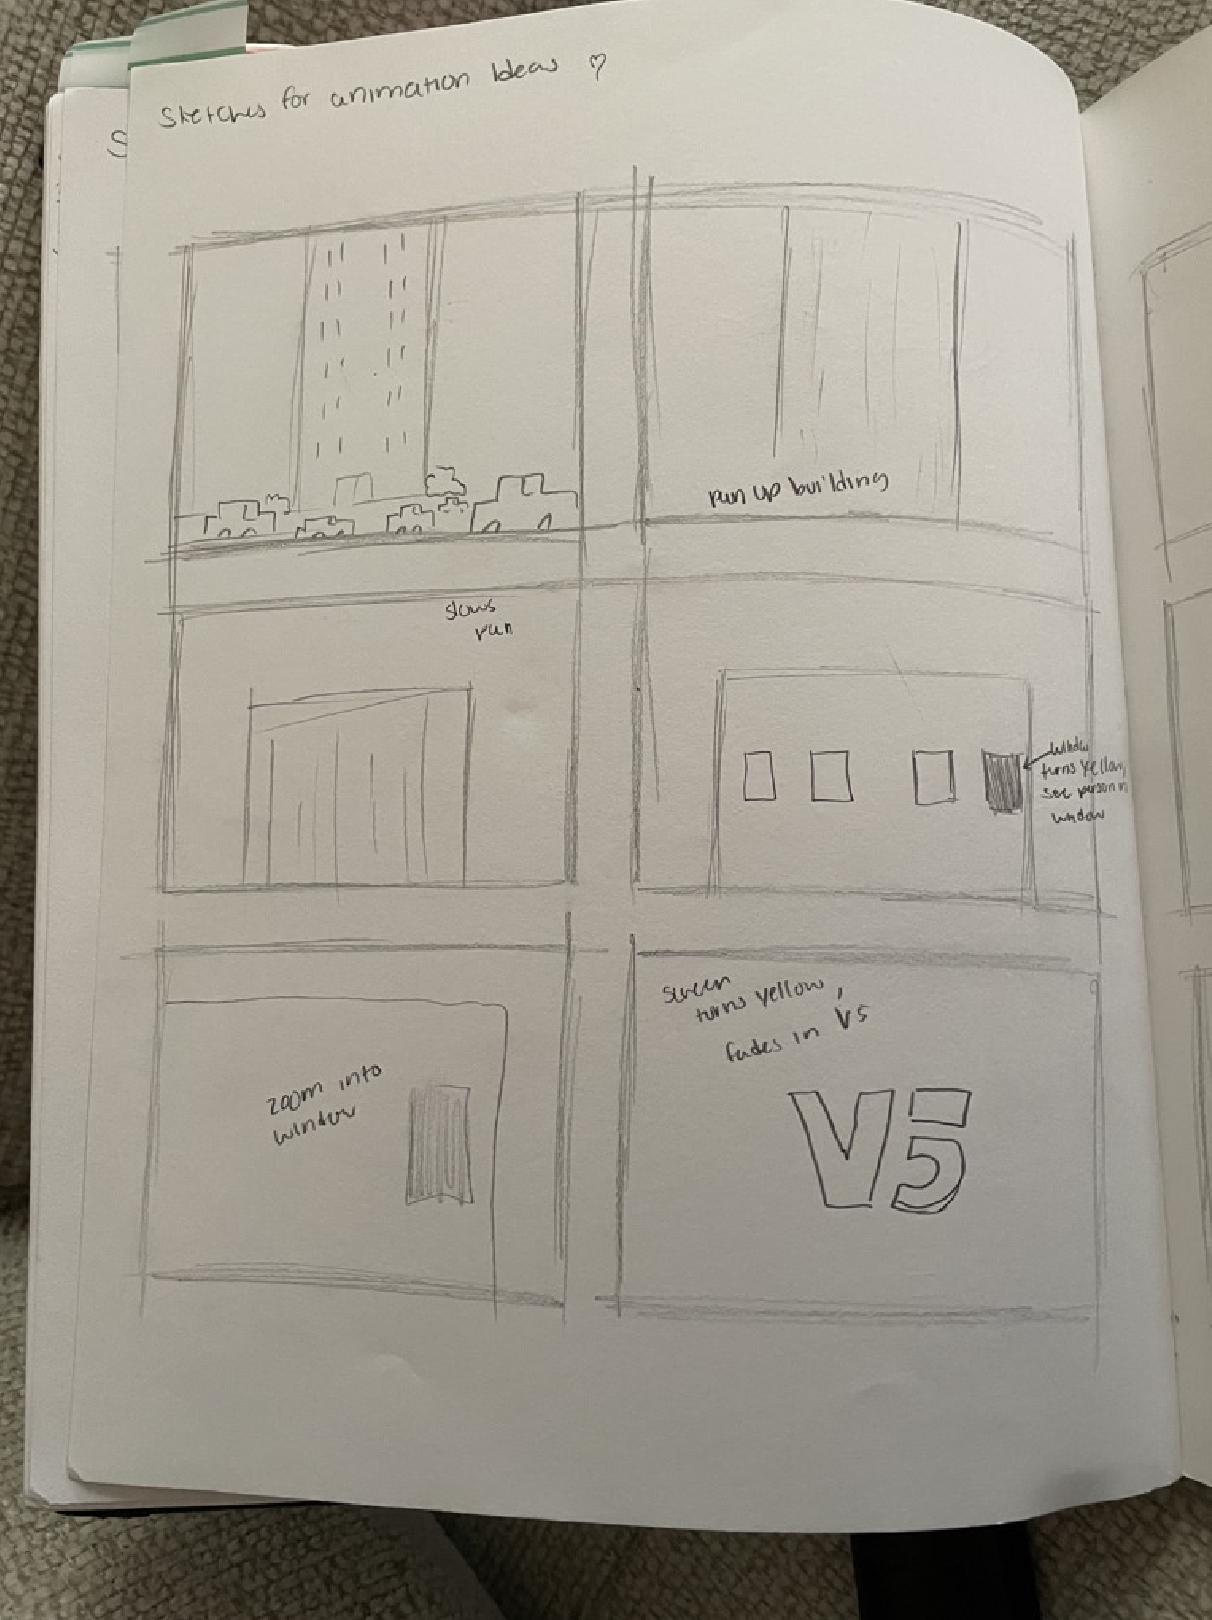 Sketches for animation Ideas ♡
S
run up building
slows
run
window
turns yellow,
see person in
window
zoom into
window
screen
turns yellow,
fades in V5
V5